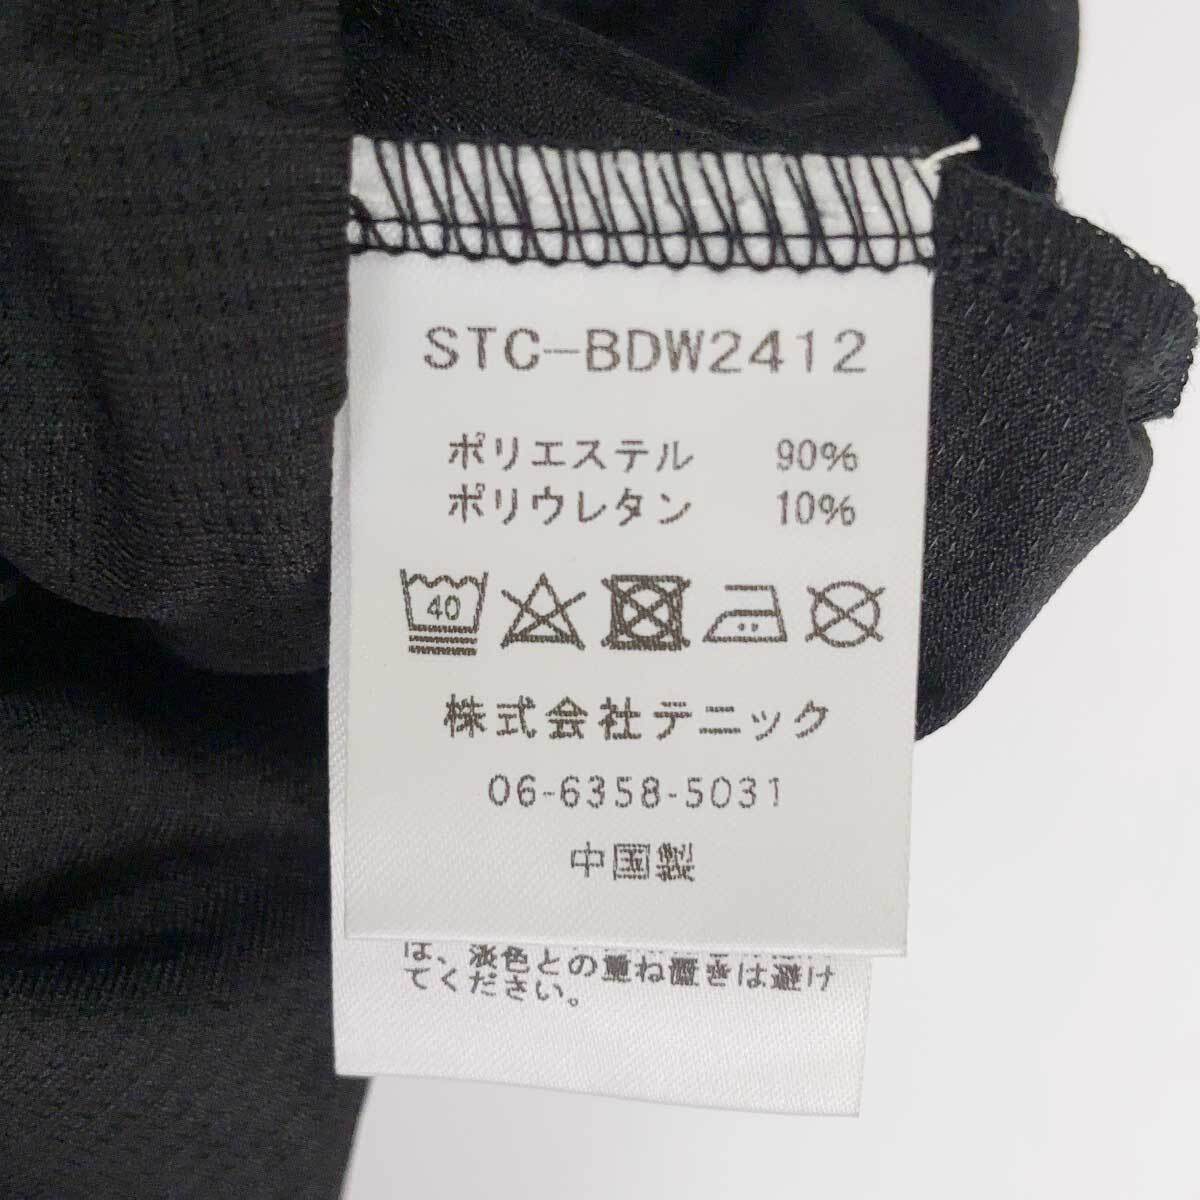 STC-BDW2412
ポリエステル 90%
ポリウレタン 10%
40
株式会社テニック
06-6358-5031
中国製
は、淡色との重ね置きは避け
てください。